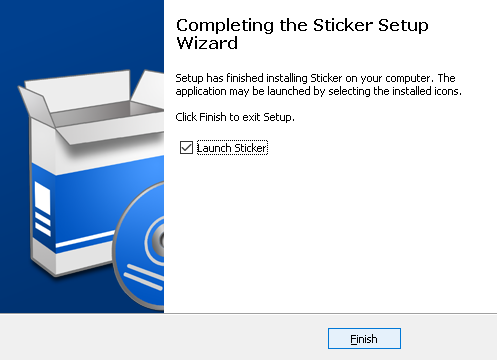 Completing the Sticker Setup
Wizard
Setup has finished installing Sticker on your computer. The
application may be launched by selecting the installed icons.
Click Finish to exit Setup.
Launch Sticker
Finish